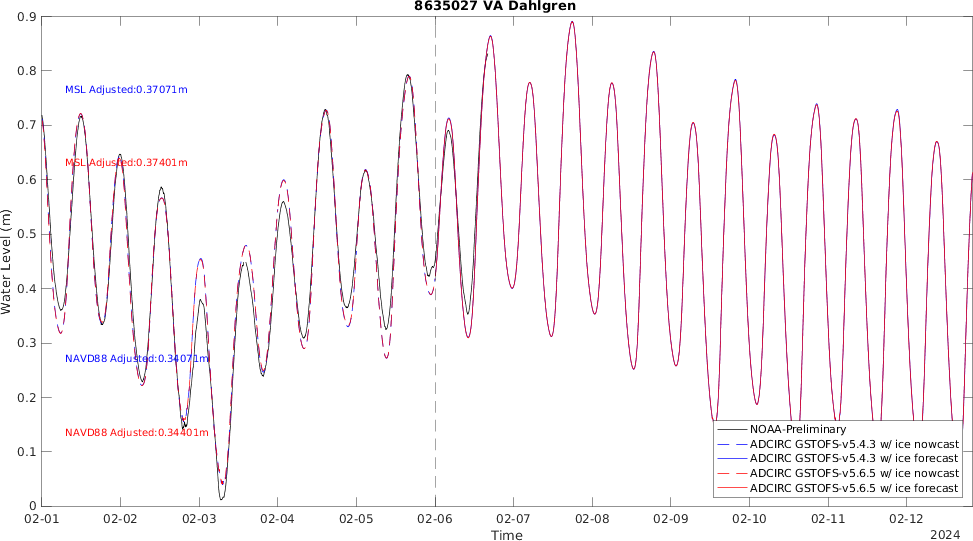 8635027 VA Dahlgren
0.9
0.8
0.7
0.6
0.5
0.4
0.3
0.2
0.1
0
Water Level (m)
MSL Adjusted:0.37071m
MSL Adjusted:0.37401m
NAVD88 Adjusted:0.34071m
NAVD88 Adjusted:0.34401m
NOAA-Preliminary
ADCIRC GSTOFS-v5.4.3 w/ ice nowcast
ADCIRC GSTOFS-v5.4.3 w/ ice forecast
ADCIRC GSTOFS-v5.6.5 w/ ice nowcast
ADCIRC GSTOFS-v5.6.5 w/ ice forecast
02-01 02-02 02-03 02-04 02-05 02-06 02-07 02-08 02-09 02-10 02-11 02-12
Time
2024